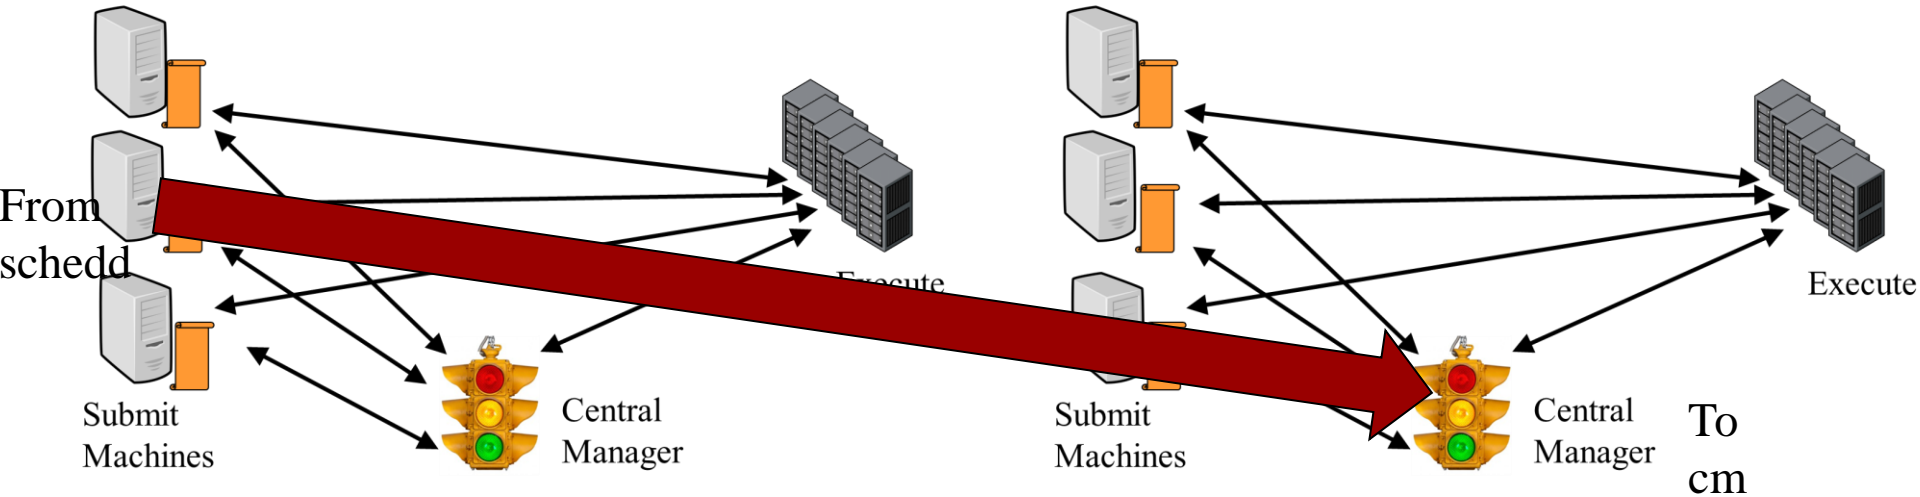 From
schedd
Execute
Submit
Machines
Central
Manager
Execute
Submit
Machines
Central
Manager
To
cm